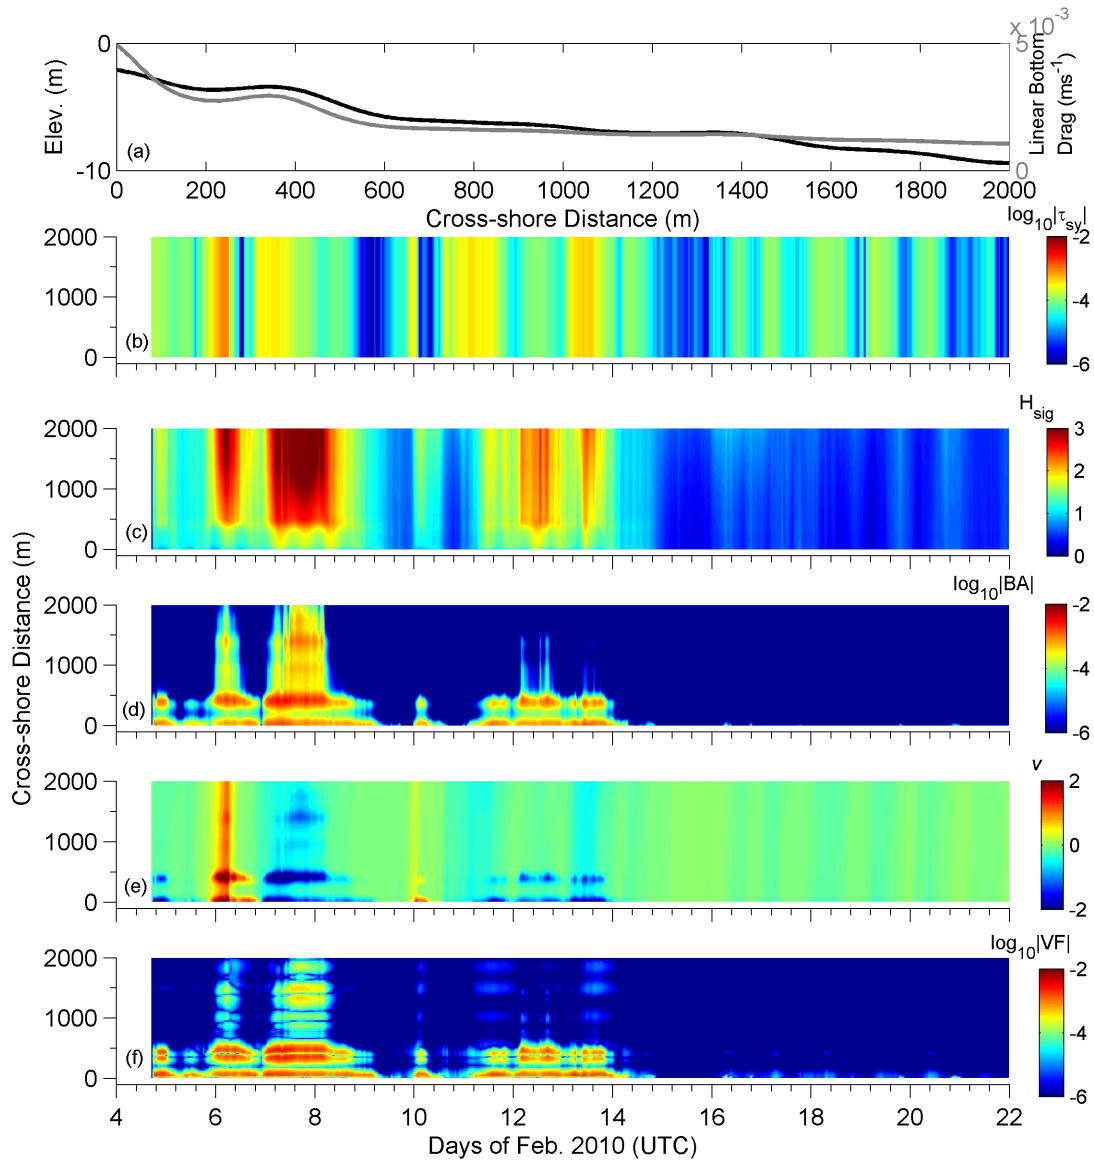 x 10⁻³
0
5
Elev. (m)
Linear Bottom
Drag (ms⁻¹)
(a)
-10
0
0 200 400 600 800 1000 1200 1400 1600 1800 2000
Cross-shore Distance (m)
log₁₀|τsy|
2000
1000
0
(b)
-2
-4
-6
Hsig
2000
1000
0
(c)
3
2
1
0
Cross-shore Distance (m)
log₁₀|BA|
2000
1000
0
(d)
-2
-4
-6
v
2000
1000
0
(e)
2
0
-2
log₁₀|VF|
2000
1000
0
(f)
-2
-4
-6
4 6 8 10 12 14 16 18 20 22
Days of Feb. 2010 (UTC)